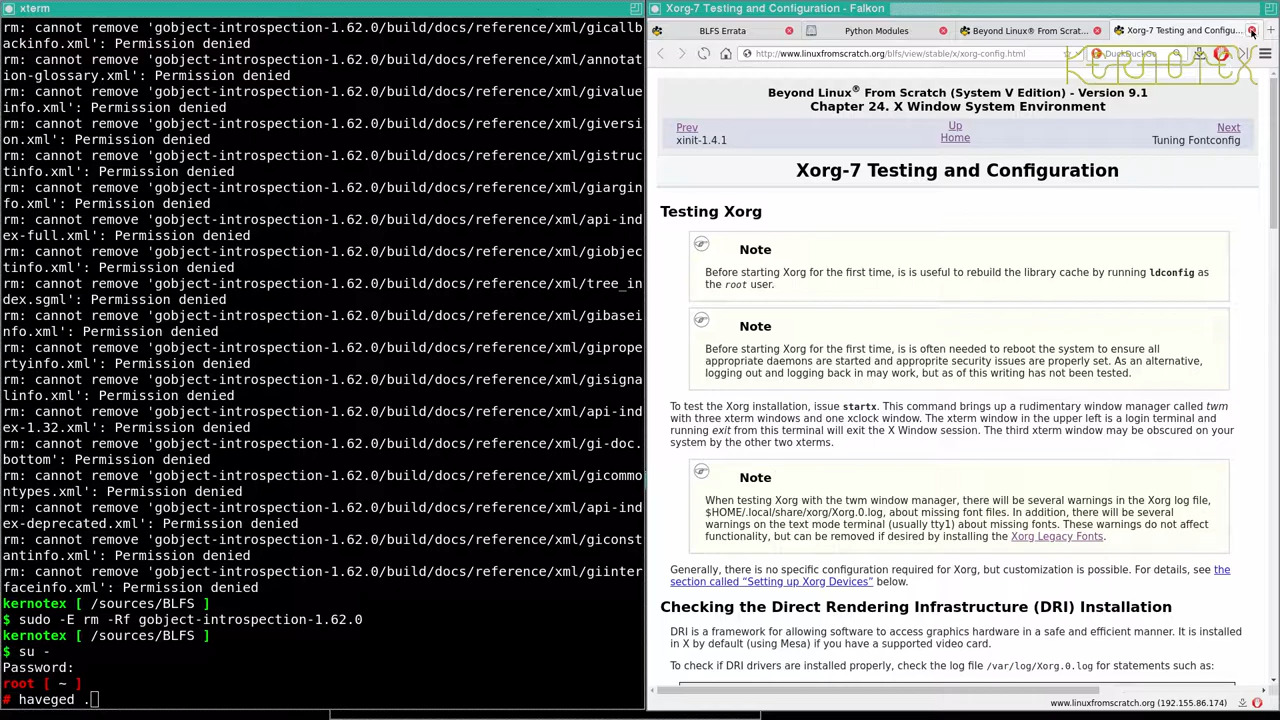 xterm
rm: cannot remove 'gobject-introspection-1.62.0/build/docs/reference/xml/gicallb
ackinfo.xml': Permission denied
rm: cannot remove 'gobject-introspection-1.62.0/build/docs/reference/xml/annotat
ion-glossary.xml': Permission denied
rm: cannot remove 'gobject-introspection-1.62.0/build/docs/reference/xml/givalue
info.xml': Permission denied
rm: cannot remove 'gobject-introspection-1.62.0/build/docs/reference/xml/giversi
on.xml': Permission denied
rm: cannot remove 'gobject-introspection-1.62.0/build/docs/reference/xml/gistruc
tinfo.xml': Permission denied
rm: cannot remove 'gobject-introspection-1.62.0/build/docs/reference/xml/giargin
fo.xml': Permission denied
rm: cannot remove 'gobject-introspection-1.62.0/build/docs/reference/xml/api-ind
ex-full.xml': Permission denied
rm: cannot remove 'gobject-introspection-1.62.0/build/docs/reference/xml/giobjec
tinfo.xml': Permission denied
rm: cannot remove 'gobject-introspection-1.62.0/build/docs/reference/xml/tree_in
dex.sgml': Permission denied
rm: cannot remove 'gobject-introspection-1.62.0/build/docs/reference/xml/gibasei
nfo.xml': Permission denied
rm: cannot remove 'gobject-introspection-1.62.0/build/docs/reference/xml/giprope
rtyinfo.xml': Permission denied
rm: cannot remove 'gobject-introspection-1.62.0/build/docs/reference/xml/gisigna
linfo.xml': Permission denied
rm: cannot remove 'gobject-introspection-1.62.0/build/docs/reference/xml/api-ind
ex-1.32.xml': Permission denied
rm: cannot remove 'gobject-introspection-1.62.0/build/docs/reference/xml/gi-doc.
bottom': Permission denied
rm: cannot remove 'gobject-introspection-1.62.0/build/docs/reference/xml/gicommo
ntypes.xml': Permission denied
rm: cannot remove 'gobject-introspection-1.62.0/build/docs/reference/xml/api-ind
ex-deprecated.xml': Permission denied
rm: cannot remove 'gobject-introspection-1.62.0/build/docs/reference/xml/giconst
antinfo.xml': Permission denied
rm: cannot remove 'gobject-introspection-1.62.0/build/docs/reference/xml/giinter
faceinfo.xml': Permission denied
kernotex [ /sources/BLFS ]
$ sudo -E rm -Rf gobject-introspection-1.62.0
kernotex [ /sources/BLFS ]
$ su -
Password:
root [ ~ ]
# haveged .
Xorg-7 Testing and Configuration - Falkon
BLFS Errata
Python Modules
Beyond Linux® From Scrat...
Xorg-7 Testing and Configu...
http://www.linuxfromscratch.org/blfs/view/stable/x/xorg-config.html
DuckDuckGo
KERNOTEX
Beyond Linux® From Scratch (System V Edition) - Version 9.1
Chapter 24. X Window System Environment
Prev Up Next
xinit-1.4.1 Home Tuning Fontconfig
Xorg-7 Testing and Configuration
Testing Xorg
Note
Before starting Xorg for the first time, is is useful to rebuild the library cache by running ldconfig as
the root user.
Note
Before starting Xorg for the first time, is is often needed to reboot the system to ensure all
appropriate daemons are started and approprite security issues are properly set. As an alternative,
logging out and logging back in may work, but as of this writing has not been tested.
To test the Xorg installation, issue startx. This command brings up a rudimentary window manager called twm
with three xterm windows and one xclock window. The xterm window in the upper left is a login terminal and
running exit from this terminal will exit the X Window session. The third xterm window may be obscured on your
system by the other two xterms.
Note
When testing Xorg with the twm window manager, there will be several warnings in the Xorg log file,
$HOME/.local/share/xorg/Xorg.0.log, about missing font files. In addition, there will be several
warnings on the text mode terminal (usually tty1) about missing fonts. These warnings do not affect
functionality, but can be removed if desired by installing the Xorg Legacy Fonts.
Generally, there is no specific configuration required for Xorg, but customization is possible. For details, see the
section called “Setting up Xorg Devices” below.
Checking the Direct Rendering Infrastructure (DRI) Installation
DRI is a framework for allowing software to access graphics hardware in a safe and efficient manner. It is installed
in X by default (using Mesa) if you have a supported video card.
To check if DRI drivers are installed properly, check the log file /var/log/Xorg.0.log for statements such as:
www.linuxfromscratch.org (192.155.86.174)